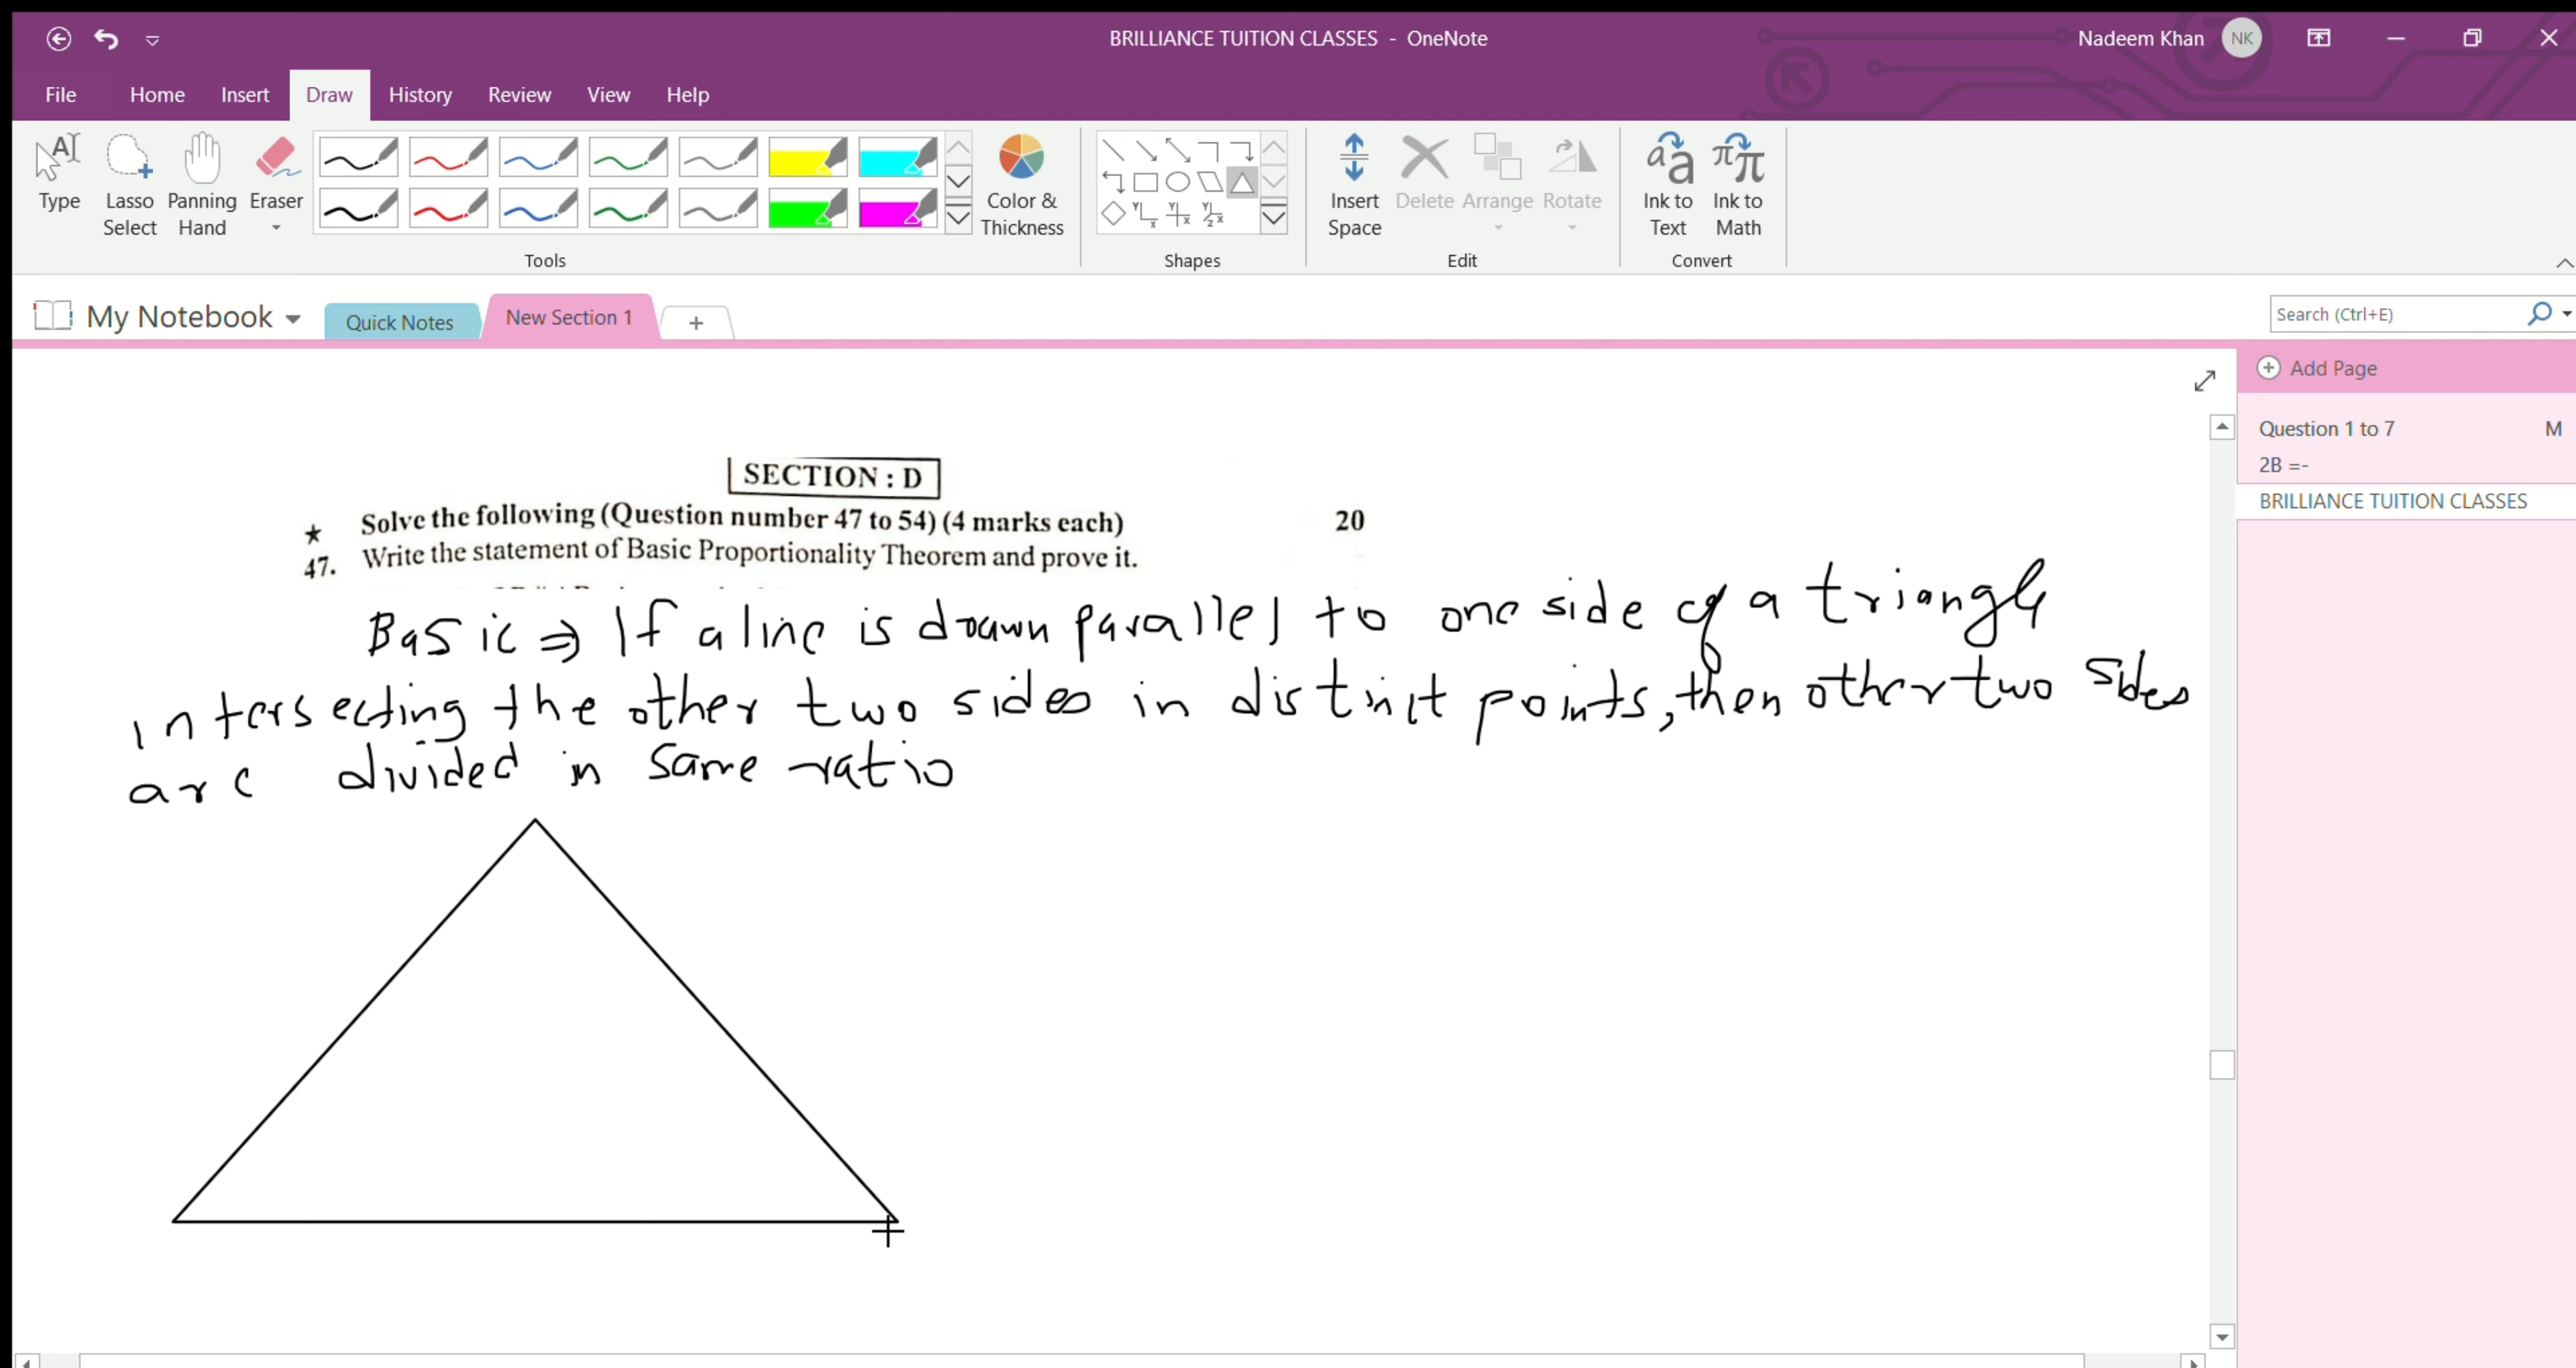 BRILLIANCE TUITION CLASSES - OneNote
Nadeem Khan NK
File Home Insert Draw History Review View Help
Type Lasso Select Panning Hand Eraser Color & Thickness Insert Space Delete Arrange Rotate Ink to Text Ink to Math
Tools Shapes Edit Convert
My Notebook Quick Notes New Section 1 +
Search (Ctrl+E)
Add Page
Question 1 to 7 M
2B =-
BRILLIANCE TUITION CLASSES
SECTION : D
★ Solve the following (Question number 47 to 54) (4 marks each) 20
47. Write the statement of Basic Proportionality Theorem and prove it.
Basic ⇒ If a line is drawn parallel to one side of a triangle
intersecting the other two sides in distinct points, then other two sides
are divided in same ratio